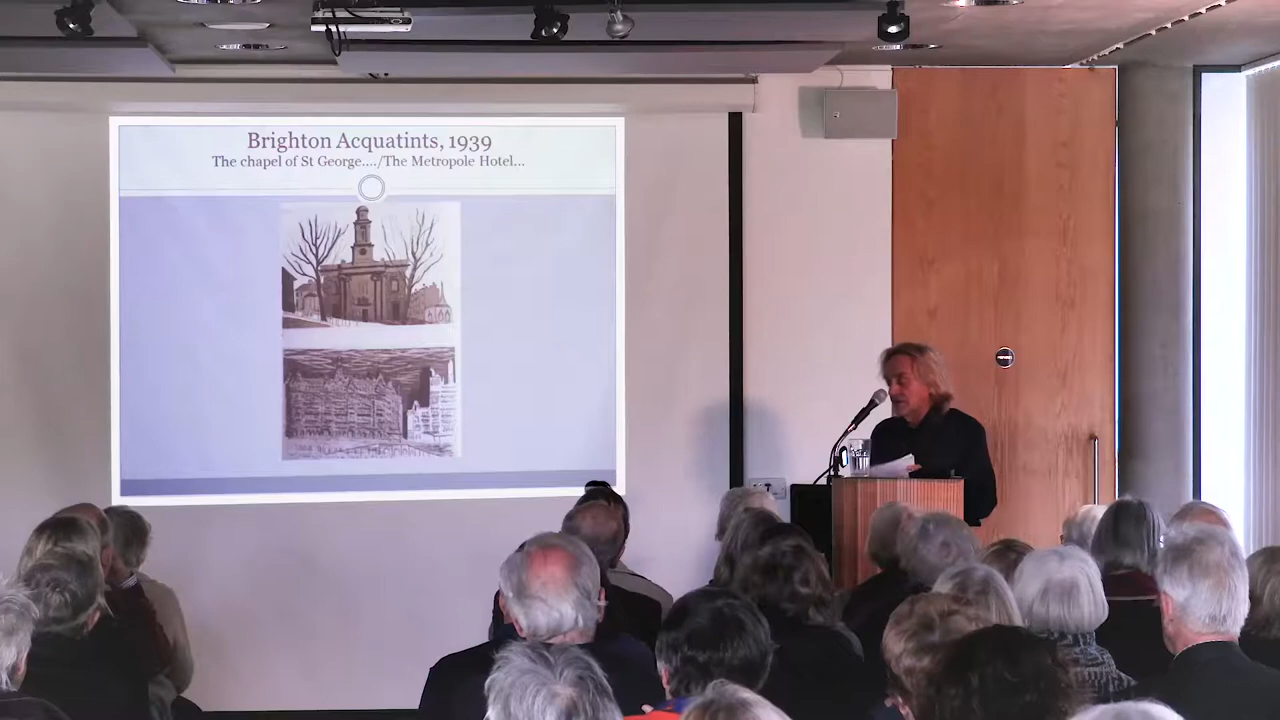 Brighton Acquatints, 1939
The chapel of St George..../The Metropole Hotel...